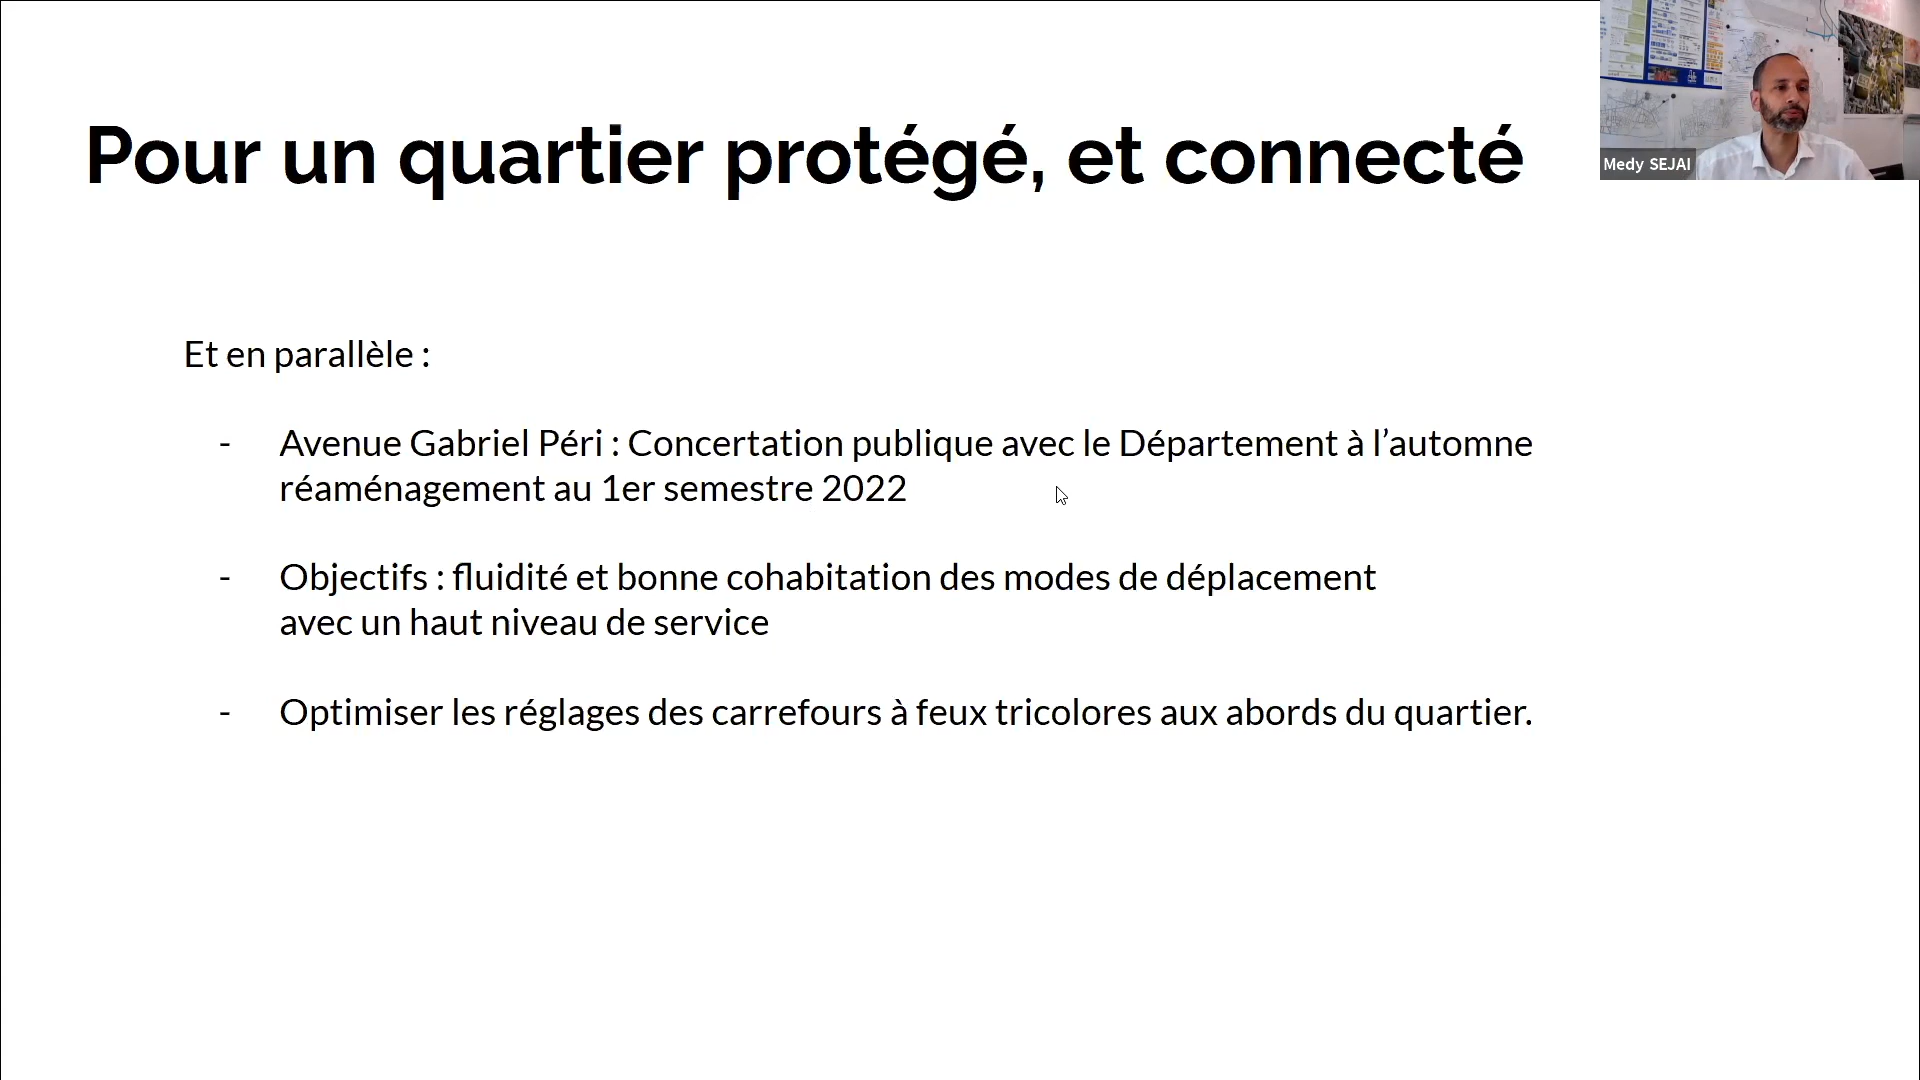 Pour un quartier protégé, et connecté
Medy SEJAI
Et en parallèle :
- Avenue Gabriel Péri : Concertation publique avec le Département à l’automne
réaménagement au 1er semestre 2022
- Objectifs : fluidité et bonne cohabitation des modes de déplacement
avec un haut niveau de service
- Optimiser les réglages des carrefours à feux tricolores aux abords du quartier.